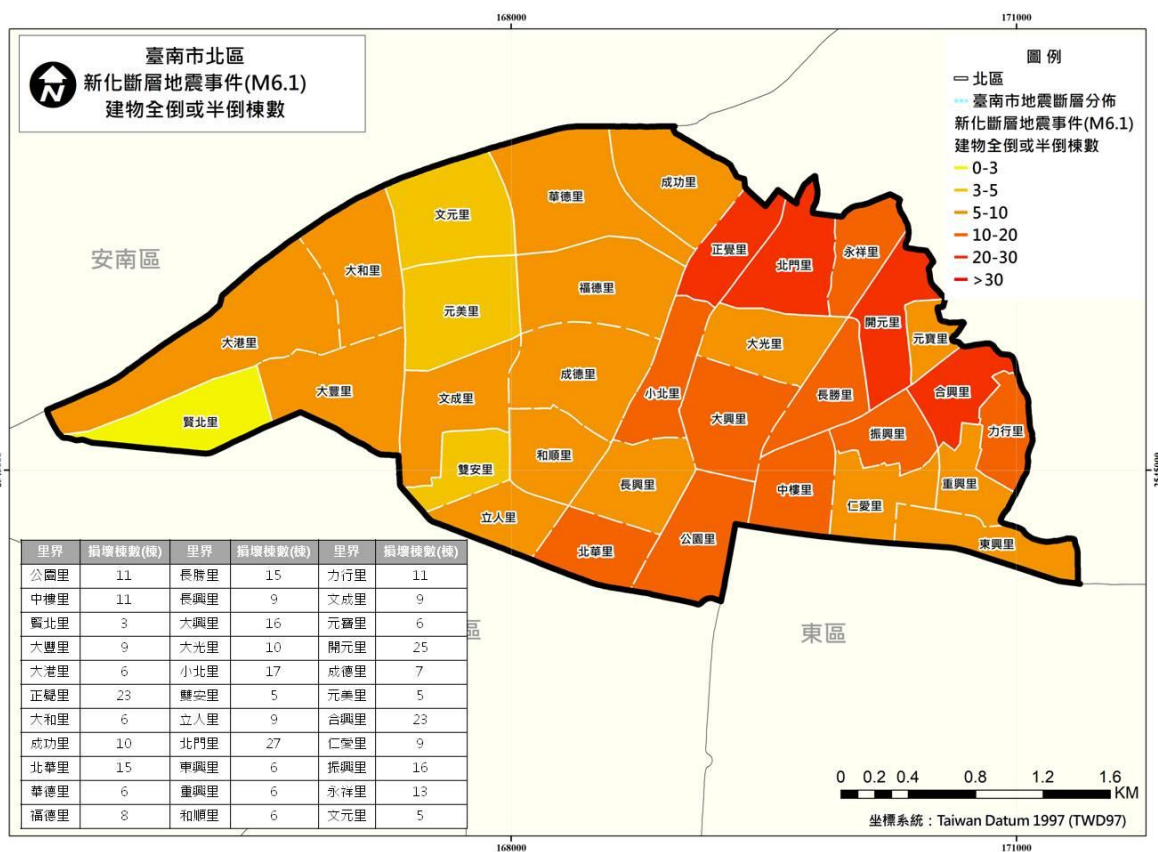 168000
171000
臺南市北區
新化斷層地震事件(M6.1)
建物全倒或半倒棟數
N
圖例
北區
臺南市地震斷層分佈
新化斷層地震事件(M6.1)
建物全倒或半倒棟數
0-3
3-5
5-10
10-20
20-30
>30
安南區
文元里
華德里
成功里
正覺里
北門里
永祥里
大和里
元美里
福德里
開元里
元寶里
大港里
大光里
大豐里
文成里
成德里
小北里
長勝里
合興里
賢北里
大興里
振興里
力行里
雙安里
和順里
長興里
中樓里
仁愛里
重興里
立人里
北華里
公園里
東興里
區
東區
里界 損壞棟數(棟) 里界 損壞棟數(棟) 里界 損壞棟數(棟)
公園里 11 長勝里 15 力行里 11
中樓里 11 長興里 9 文成里 9
賢北里 3 大興里 16 元寶里 6
大豐里 9 大光里 10 開元里 25
大港里 6 小北里 17 成德里 7
正覺里 23 雙安里 5 元美里 5
大和里 6 立人里 9 合興里 23
成功里 10 北門里 27 仁愛里 9
北華里 15 東興里 6 振興里 16
華德里 6 重興里 6 永祥里 13
福德里 8 和順里 6 文元里 5
0 0.2 0.4 0.8 1.2 1.6
KM
坐標系統：Taiwan Datum 1997 (TWD97)
168000
171000